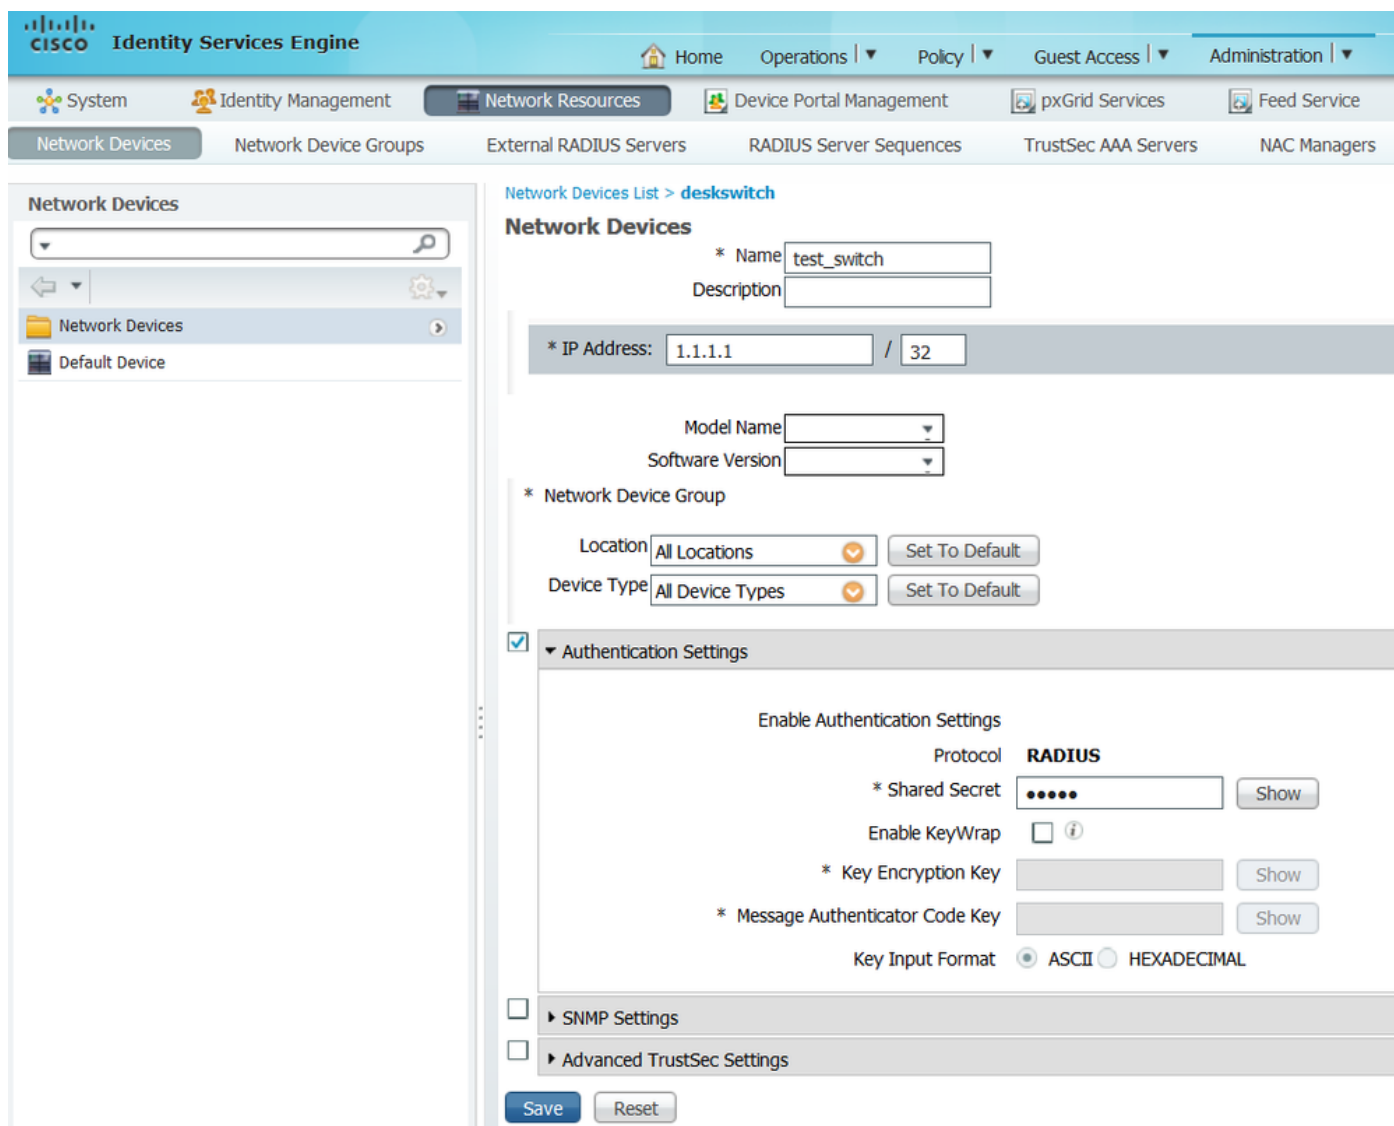 CISCO Identity Services Engine
Home Operations | ▼ Policy | ▼ Guest Access | ▼ Administration | ▼
System Identity Management Network Resources Device Portal Management pxGrid Services Feed Service
Network Devices Network Device Groups External RADIUS Servers RADIUS Server Sequences TrustSec AAA Servers NAC Managers
Network Devices
Network Devices
Default Device
Network Devices List > deskswitch
Network Devices
* Name test_switch
Description
* IP Address: 1.1.1.1 / 32
Model Name
Software Version
* Network Device Group
Location All Locations Set To Default
Device Type All Device Types Set To Default
Authentication Settings
Enable Authentication Settings
Protocol RADIUS
* Shared Secret ••••• Show
Enable KeyWrap i
* Key Encryption Key Show
* Message Authenticator Code Key Show
Key Input Format ASCII HEXADECIMAL
SNMP Settings
Advanced TrustSec Settings
Save Reset